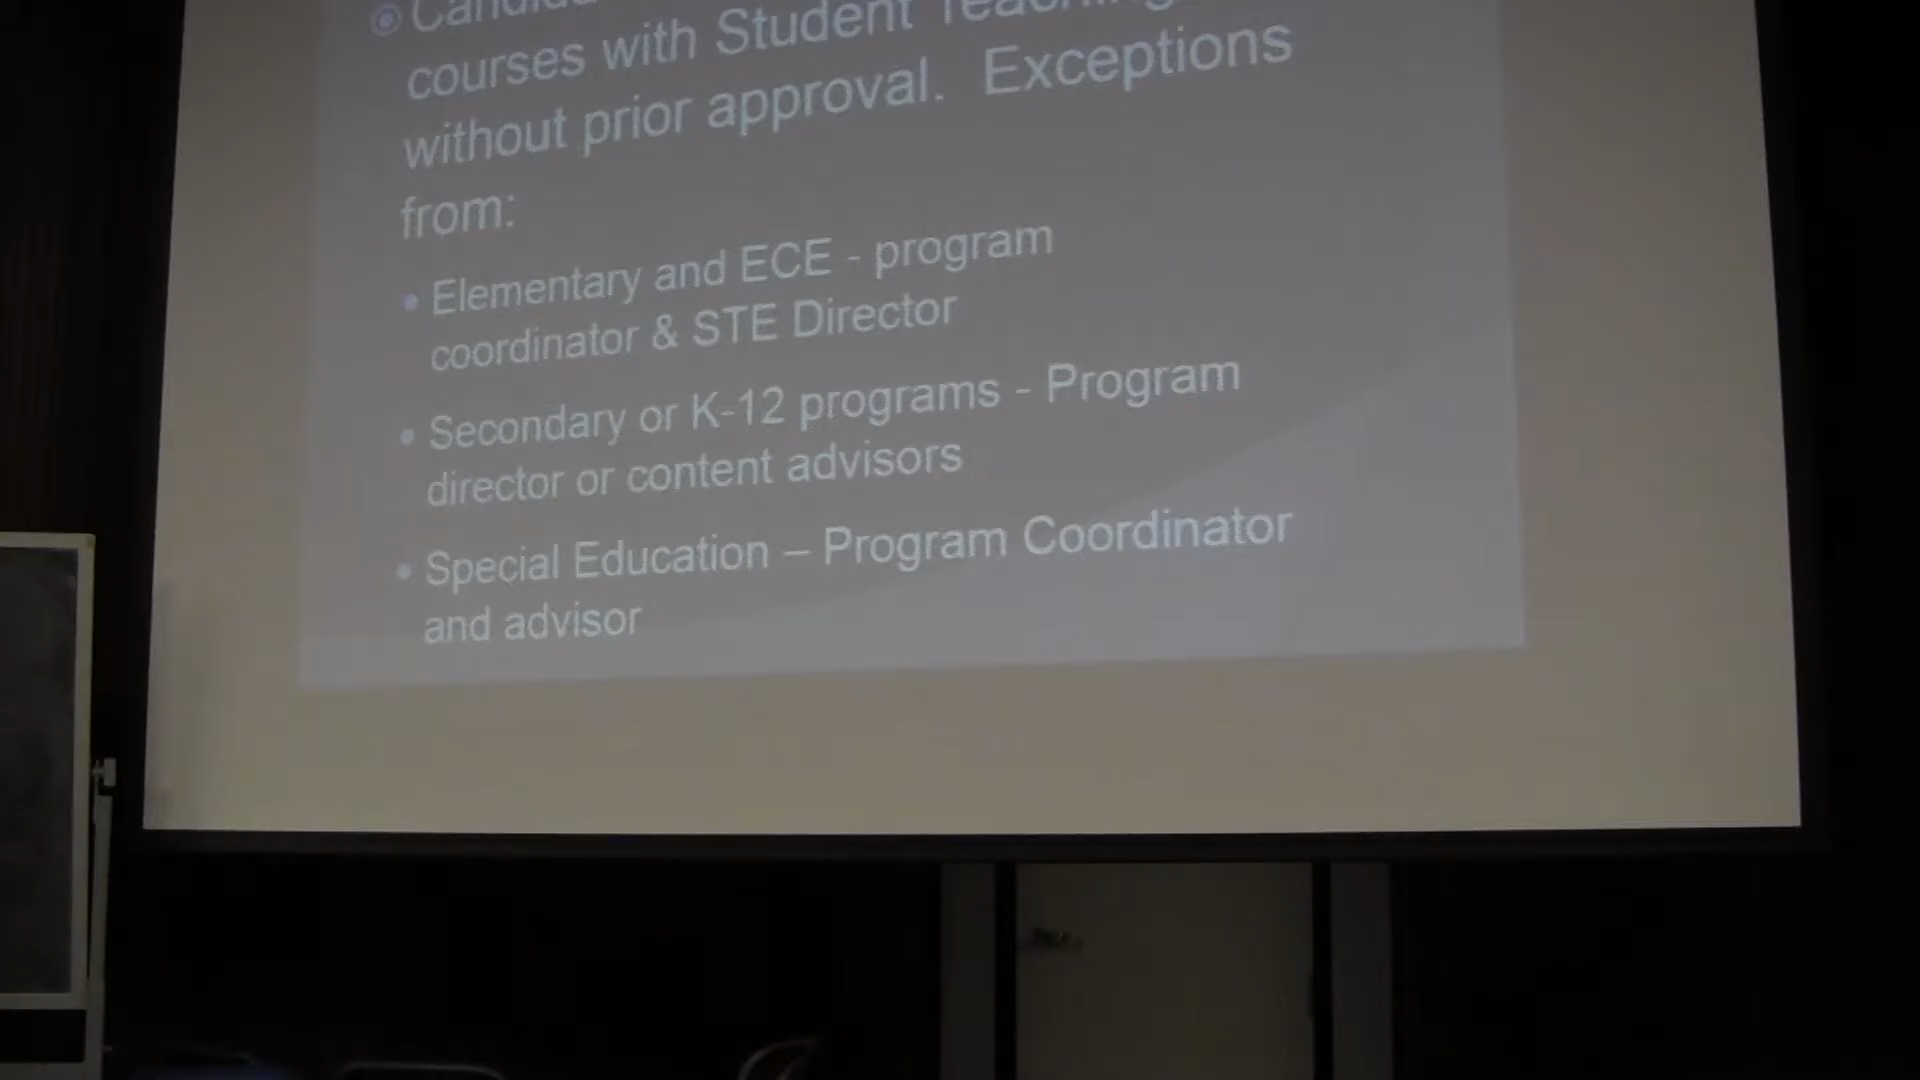 courses with Student Teaching
without prior approval. Exceptions
from:
• Elementary and ECE - program
coordinator & STE Director
• Secondary or K-12 programs - Program
director or content advisors
• Special Education – Program Coordinator
and advisor